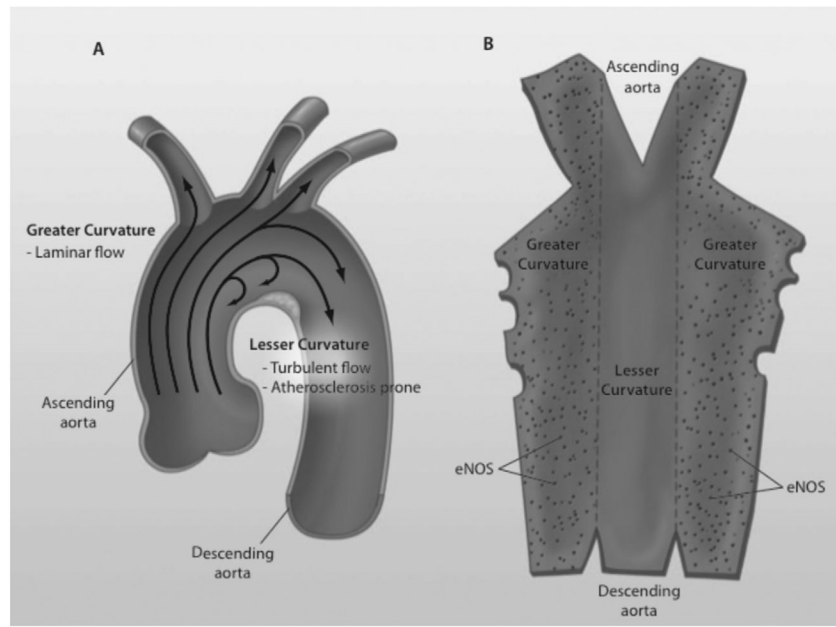 A
Greater Curvature
- Laminar flow
Lesser Curvature
- Turbulent flow
- Atherosclerosis prone
Ascending
aorta
Descending
aorta
B
Ascending
aorta
Greater
Curvature
Greater
Curvature
Lesser
Curvature
eNOS
eNOS
Descending
aorta